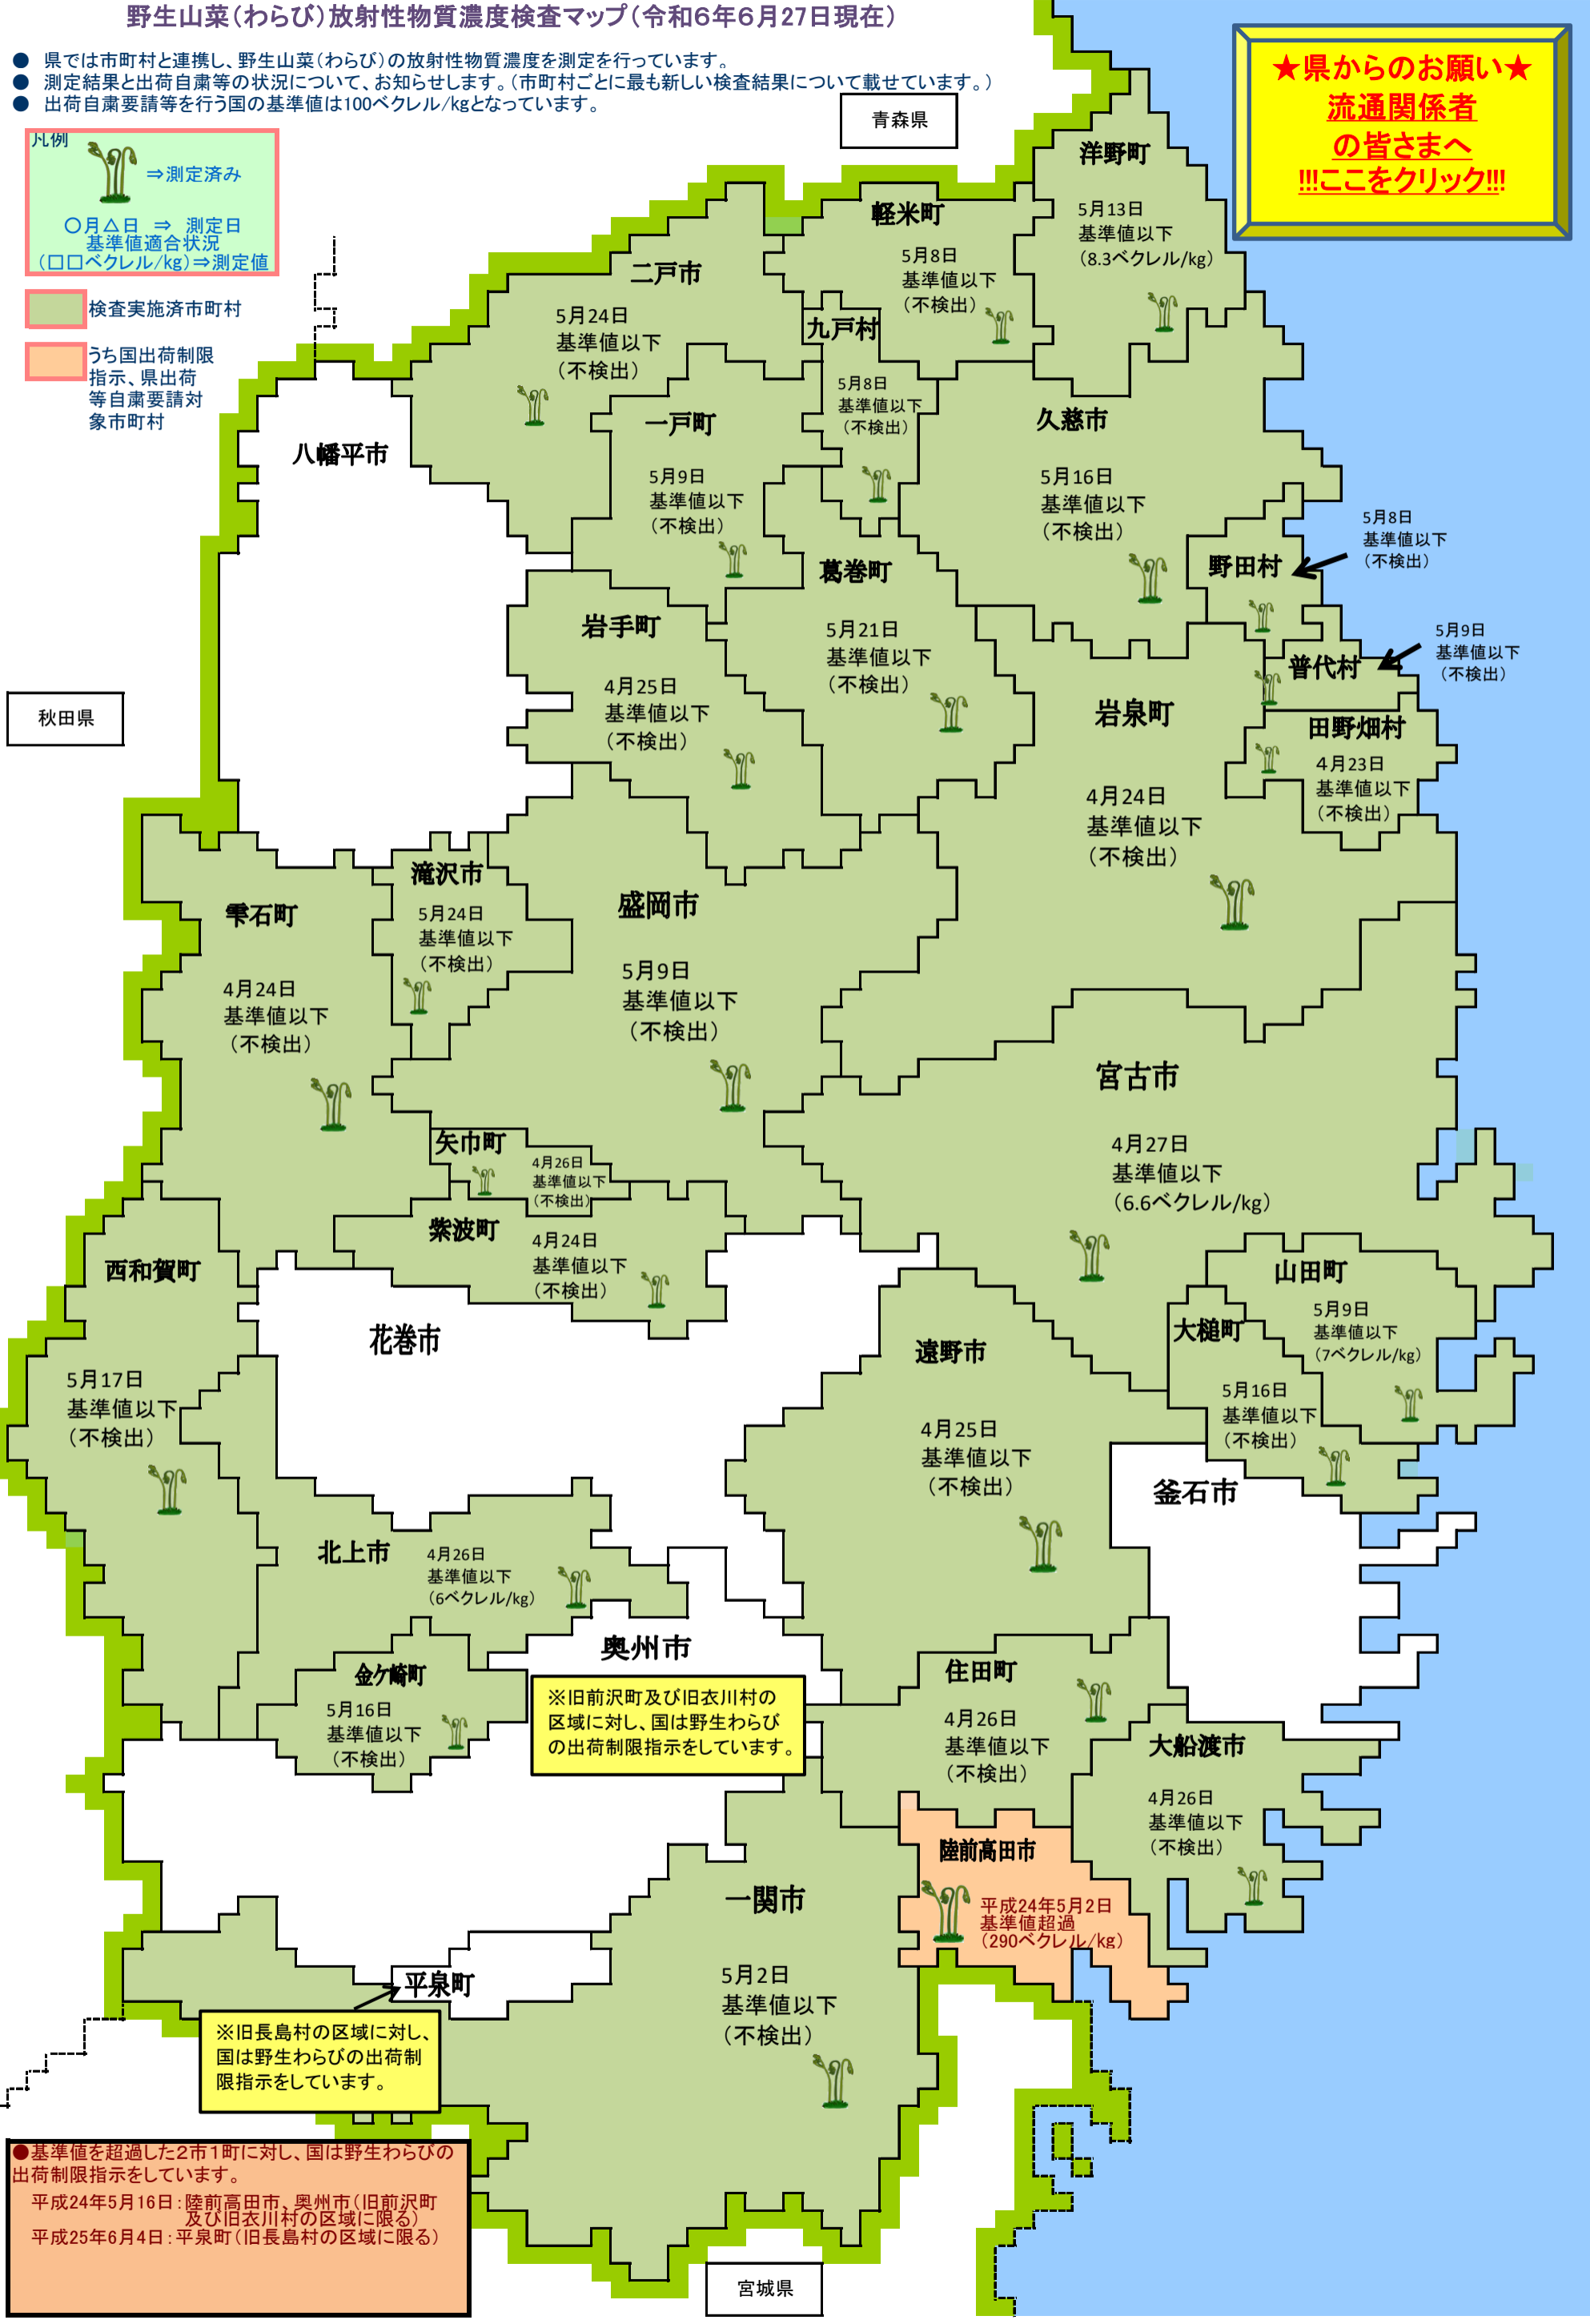 野生山菜（わらび）放射性物質濃度検査マップ（令和６年６月27日現在）
● 県では市町村と連携し、野生山菜（わらび）の放射性物質濃度を測定を行っています。
● 測定結果と出荷自粛等の状況について、お知らせします。（市町村ごとに最も新しい検査結果について載せています。）
● 出荷自粛要請等を行う国の基準値は100ベクレル/kgとなっています。
★県からのお願い★
流通関係者
の皆さまへ
!!!ここをクリック!!!
凡例
⇒測定済み
〇月△日 ⇒ 測定日
基準値適合状況
（□□ベクレル/kg）⇒測定値
検査実施済市町村
うち国出荷制限
指示、県出荷
等自粛要請対
象市町村
青森県
洋野町
5月13日
基準値以下
（8.3ベクレル/kg）
軽米町
5月8日
基準値以下
（不検出）
二戸市
5月24日
基準値以下
（不検出）
九戸村
5月8日
基準値以下
（不検出）
一戸町
5月9日
基準値以下
（不検出）
久慈市
5月16日
基準値以下
（不検出）
八幡平市
野田村
5月8日
基準値以下
（不検出）
葛巻町
5月21日
基準値以下
（不検出）
岩手町
4月25日
基準値以下
（不検出）
普代村
5月9日
基準値以下
（不検出）
秋田県
岩泉町
4月24日
基準値以下
（不検出）
田野畑村
4月23日
基準値以下
（不検出）
滝沢市
5月24日
基準値以下
（不検出）
雫石町
4月24日
基準値以下
（不検出）
盛岡市
5月9日
基準値以下
（不検出）
宮古市
4月27日
基準値以下
（6.6ベクレル/kg）
矢巾町
4月26日
基準値以下
（不検出）
紫波町
4月24日
基準値以下
（不検出）
西和賀町
5月17日
基準値以下
（不検出）
花巻市
山田町
5月9日
基準値以下
（7ベクレル/kg）
大槌町
5月16日
基準値以下
（不検出）
遠野市
4月25日
基準値以下
（不検出）
釜石市
北上市
4月26日
基準値以下
（6ベクレル/kg）
奥州市
※旧前沢町及び旧衣川村の
区域に対し、国は野生わらび
の出荷制限指示をしています。
金ケ崎町
5月16日
基準値以下
（不検出）
住田町
4月26日
基準値以下
（不検出）
大船渡市
4月26日
基準値以下
（不検出）
陸前高田市
平成24年5月2日
基準値超過
（290ベクレル/kg）
一関市
5月2日
基準値以下
（不検出）
平泉町
※旧長島村の区域に対し、
国は野生わらびの出荷制
限指示をしています。
●基準値を超過した２市１町に対し、国は野生わらびの
出荷制限指示をしています。
平成24年5月16日：陸前高田市、奥州市（旧前沢町
及び旧衣川村の区域に限る）
平成25年6月4日：平泉町（旧長島村の区域に限る）
宮城県